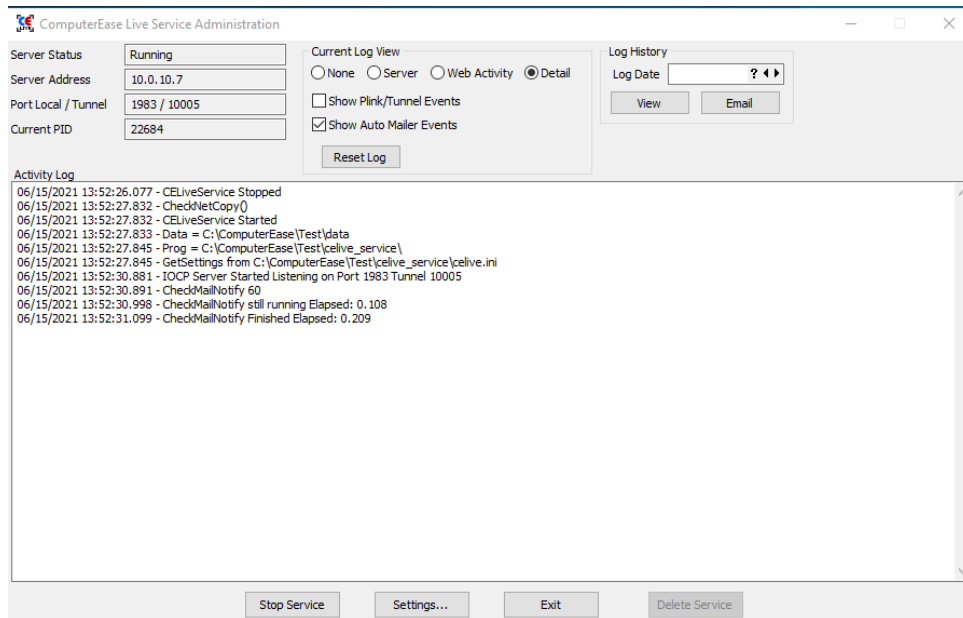 ComputerEase Live Service Administration
Server Status Running
Server Address 10.0.10.7
Port Local / Tunnel 1983 / 10005
Current PID 22684
Current Log View
None Server Web Activity Detail
Show Plink/Tunnel Events
Show Auto Mailer Events
Reset Log
Log History
Log Date ?
View Email
Activity Log
06/15/2021 13:52:26.077 - CELiveService Stopped
06/15/2021 13:52:27.832 - CheckNetCopy()
06/15/2021 13:52:27.832 - CELiveService Started
06/15/2021 13:52:27.833 - Data = C:\ComputerEase\Test\data
06/15/2021 13:52:27.845 - Prog = C:\ComputerEase\Test\celive_service\
06/15/2021 13:52:27.845 - GetSettings from C:\ComputerEase\Test\celive_service\celive.ini
06/15/2021 13:52:30.881 - IOCP Server Started Listening on Port 1983 Tunnel 10005
06/15/2021 13:52:30.891 - CheckMailNotify 60
06/15/2021 13:52:30.998 - CheckMailNotify still running Elapsed: 0.108
06/15/2021 13:52:31.099 - CheckMailNotify Finished Elapsed: 0.209
Stop Service Settings... Exit Delete Service